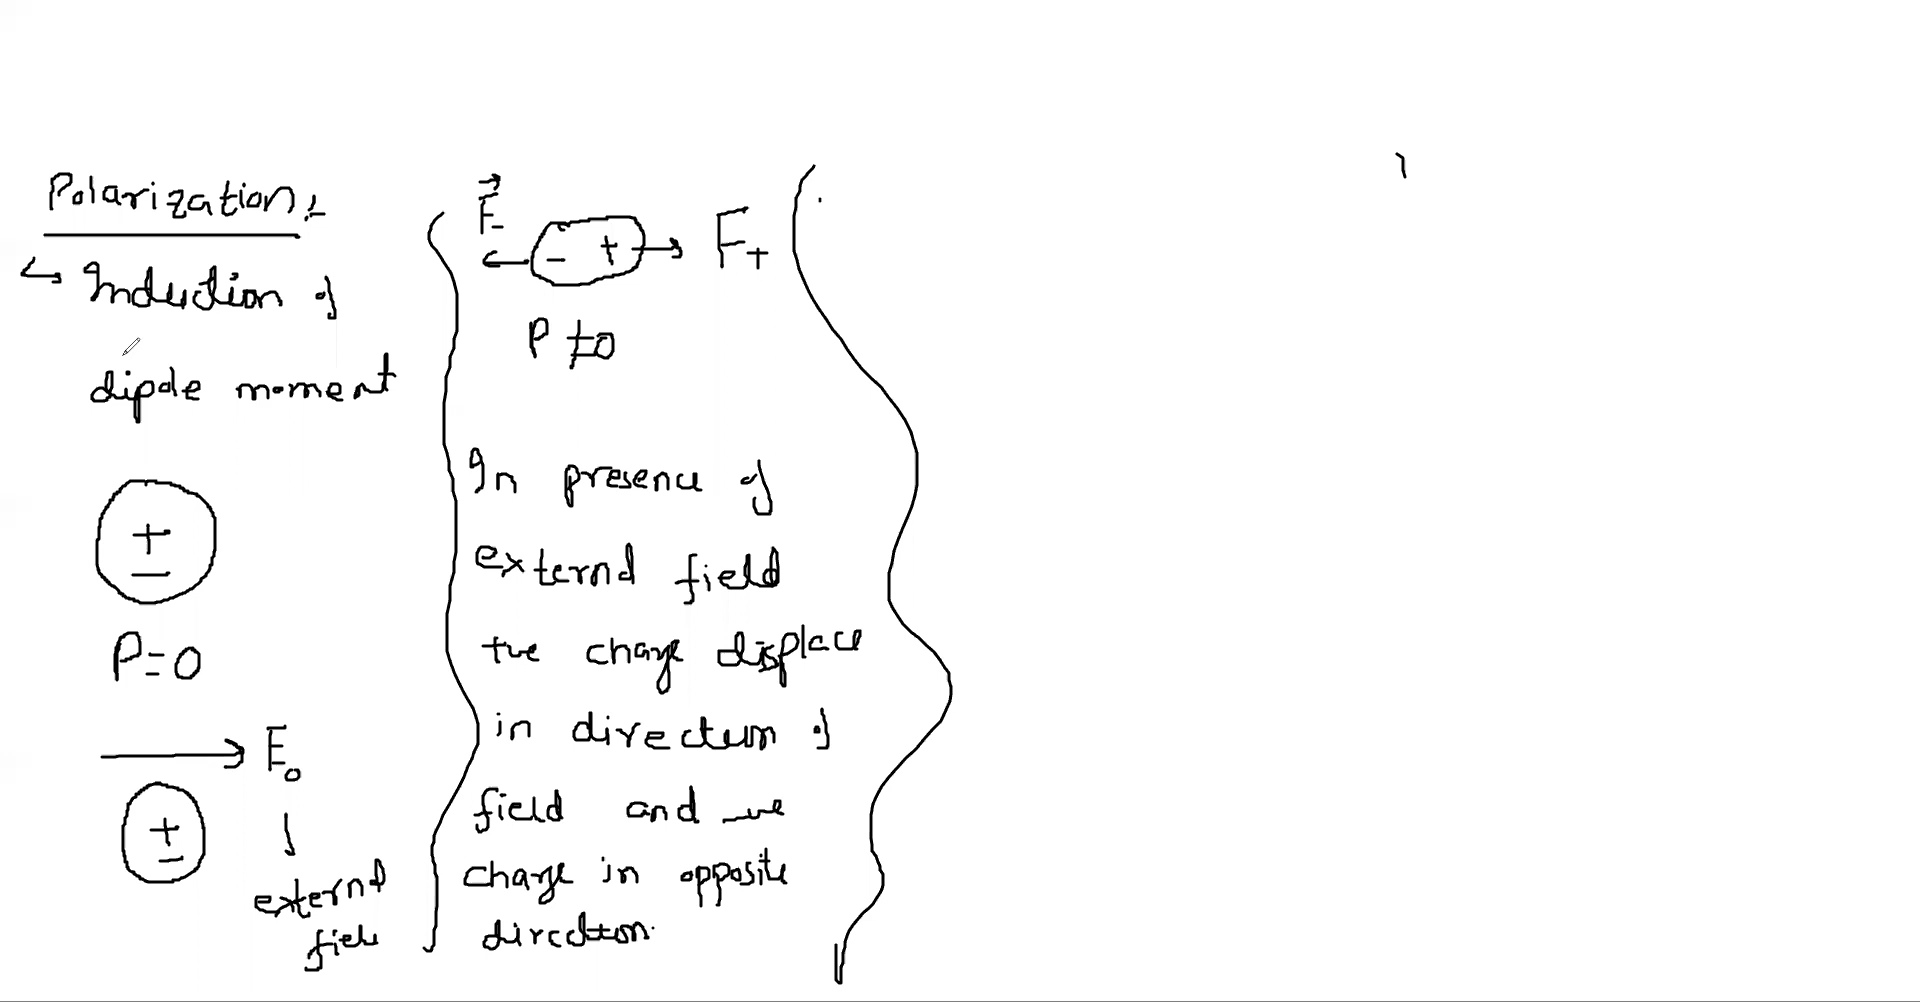 Polarization :-
↳ Induction of
dipole moment
+
-
P=0
→ E₀
+
-
external
field
F₋
- + F₊
P ≠ 0
In presence of
external field
+ve charge displace
in direction of
field and -ve
charge in opposite
direction.